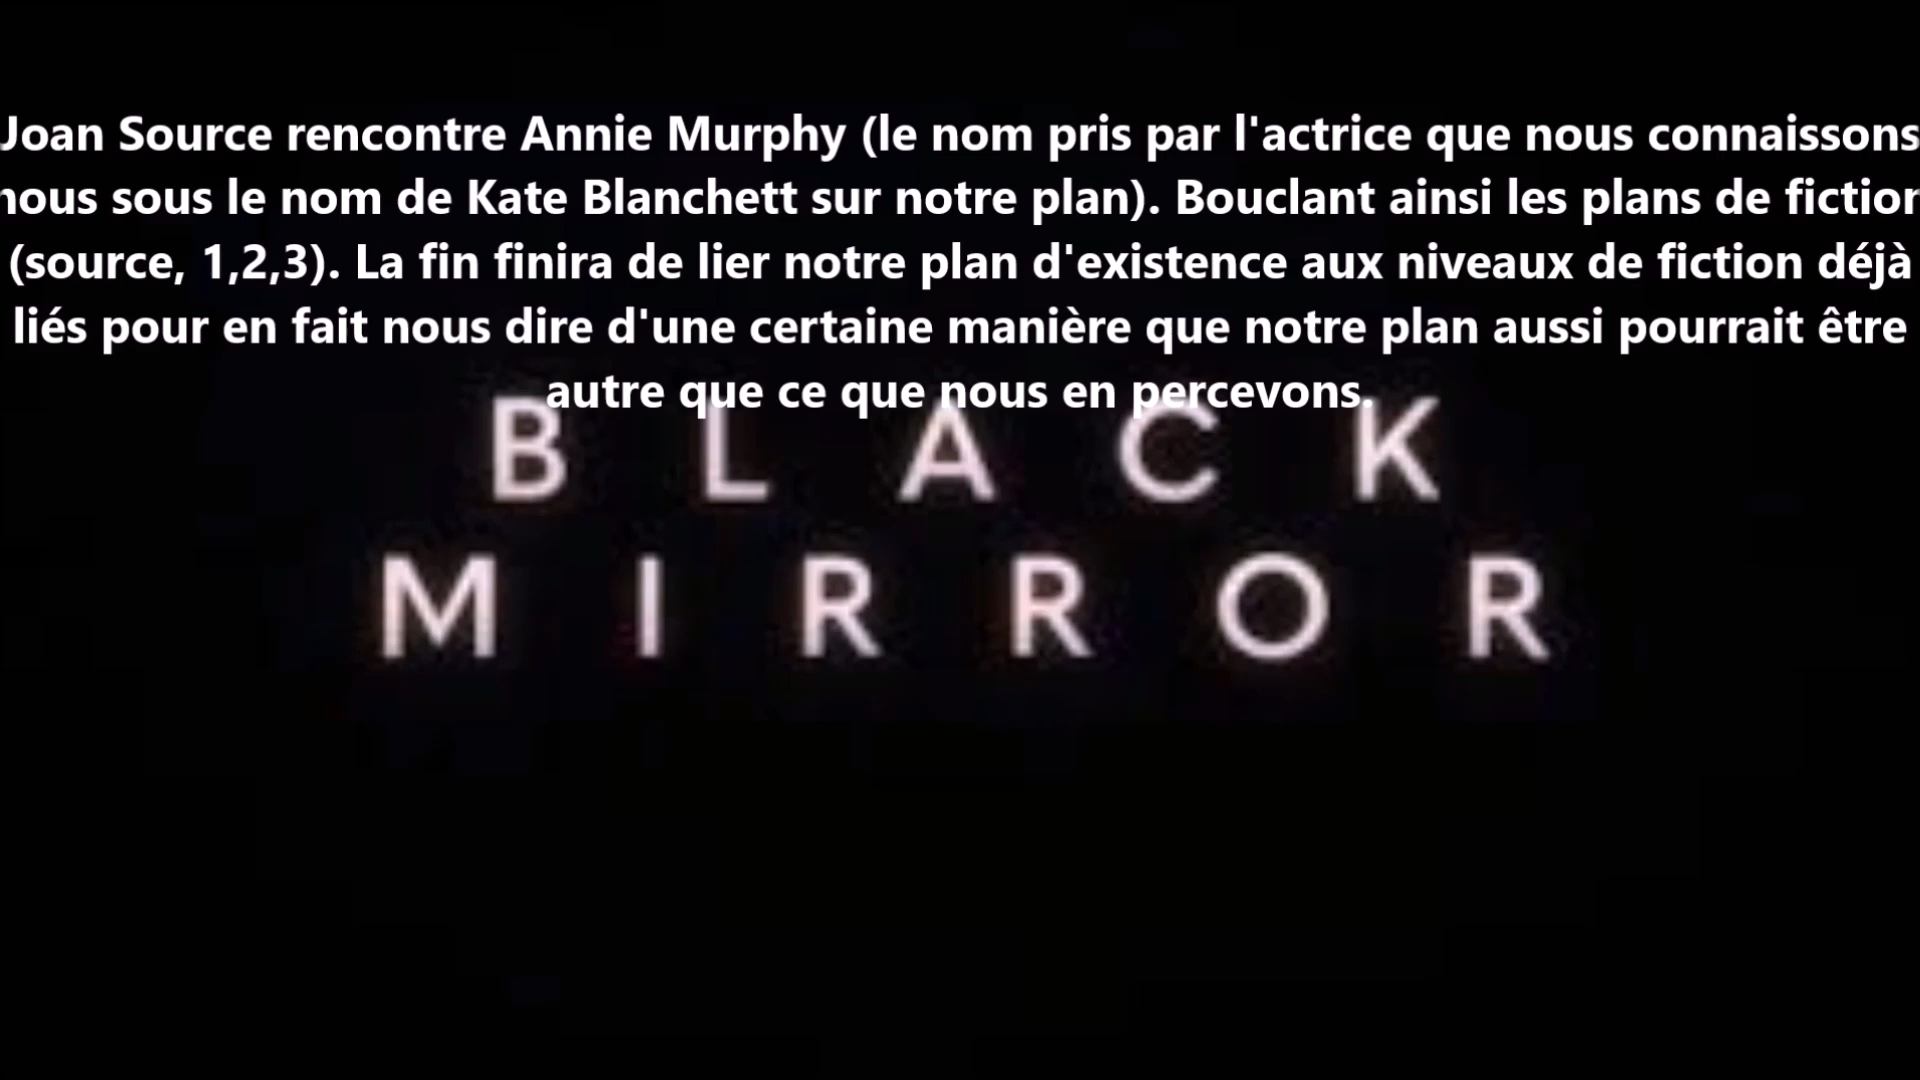 Joan Source rencontre Annie Murphy (le nom pris par l'actrice que nous connaissons
nous sous le nom de Kate Blanchett sur notre plan). Bouclant ainsi les plans de fiction
(source, 1,2,3). La fin finira de lier notre plan d'existence aux niveaux de fiction déjà
liés pour en fait nous dire d'une certaine manière que notre plan aussi pourrait être
autre que ce que nous en percevons.
BLACK
MIRROR